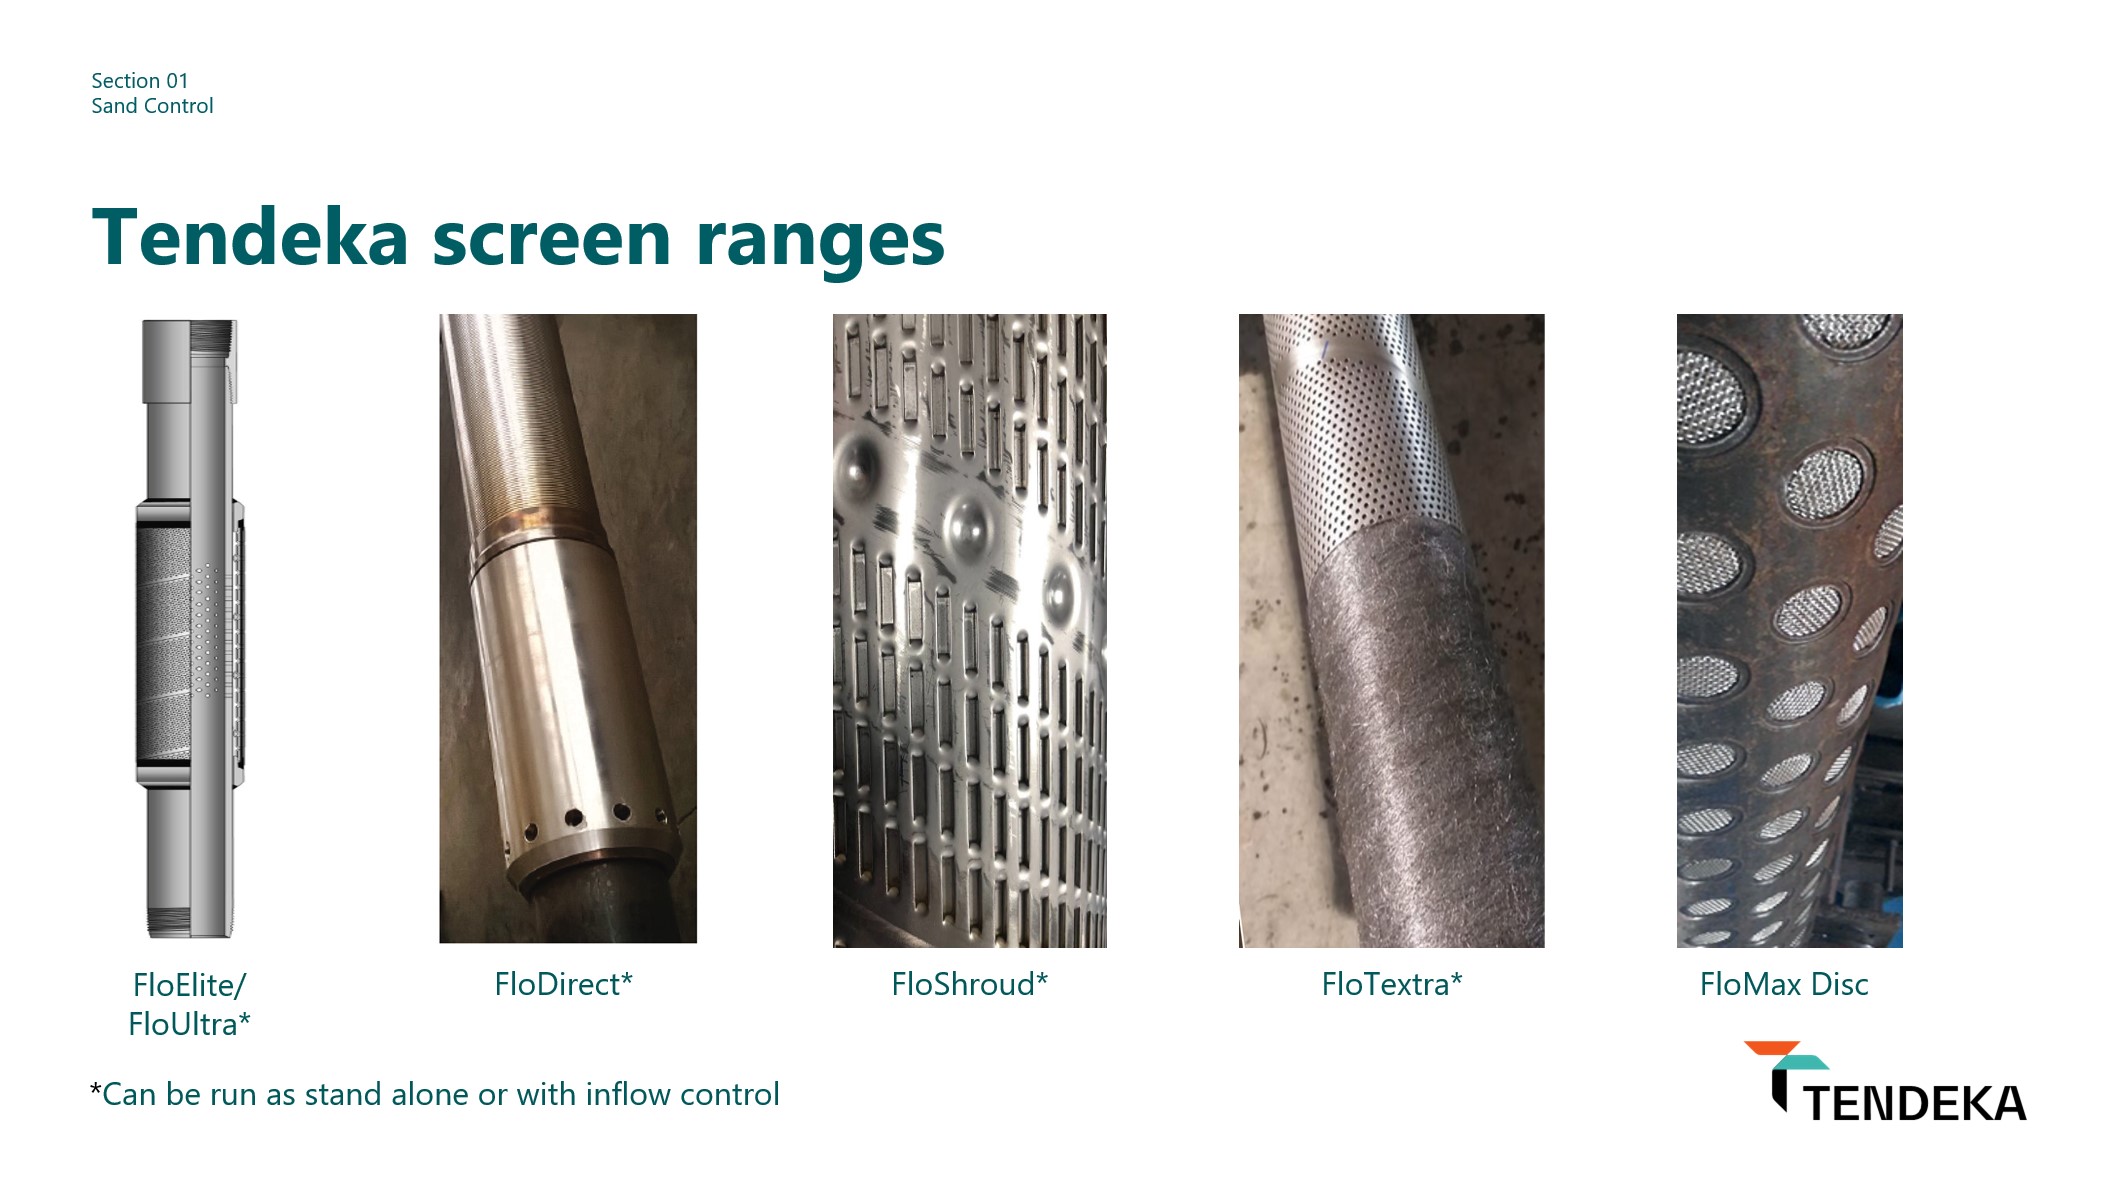 Section 01
Sand Control
Tendeka screen ranges
FloElite/
FloUltra*
FloDirect*
FloShroud*
FloTextra*
FloMax Disc
*Can be run as stand alone or with inflow control
TENDEKA